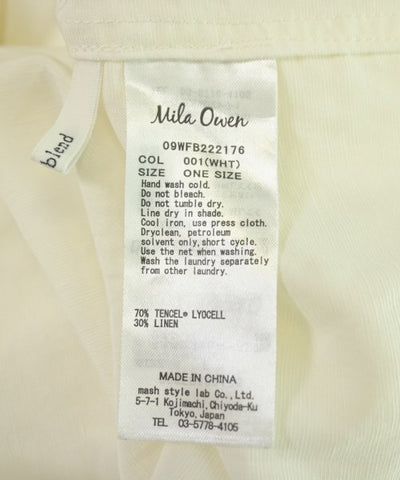 Mila Owen
09WFB222176
COL 001(WHT)
SIZE ONE SIZE
Hand wash cold.
Do not bleach.
Do not tumble dry.
Line dry in shade.
Cool iron, use press cloth.
Dryclean, petroleum
solvent only,short cycle.
Use the net when washing.
Wash the laundry separately
from other laundry.
70% TENCEL® LYOCELL
30% LINEN
MADE IN CHINA
mash style lab Co.,Ltd.
5-7-1 Kojimachi,Chiyoda-Ku
Tokyo,Japan
TEL 03-5778-4105
blend